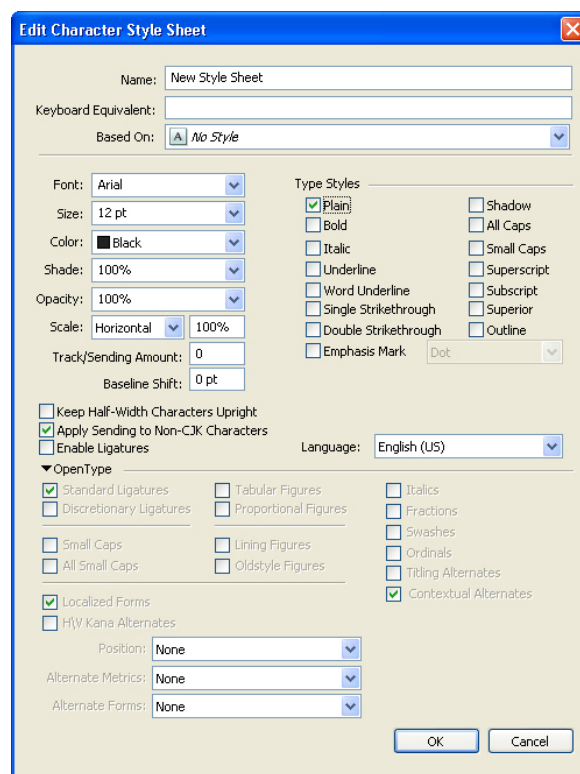 Edit Character Style Sheet
Name: New Style Sheet
Keyboard Equivalent:
Based On: A No Style
Font: Arial
Size: 12 pt
Color: Black
Shade: 100%
Opacity: 100%
Scale: Horizontal 100%
Track/Sending Amount: 0
Baseline Shift: 0 pt
Type Styles
Plain Shadow
Bold All Caps
Italic Small Caps
Underline Superscript
Word Underline Subscript
Single Strikethrough Superior
Double Strikethrough Outline
Emphasis Mark Dot
Keep Half-Width Characters Upright
Apply Sending to Non-CJK Characters
Enable Ligatures Language: English (US)
OpenType
Standard Ligatures Tabular Figures Italics
Discretionary Ligatures Proportional Figures Fractions
Swashes
Small Caps Lining Figures Ordinals
All Small Caps Oldstyle Figures Titling Alternates
Localized Forms Contextual Alternates
H\V Kana Alternates
Position: None
Alternate Metrics: None
Alternate Forms: None
OK Cancel